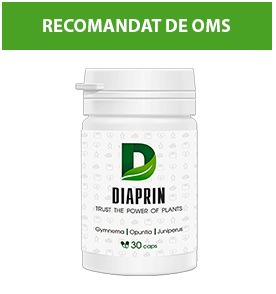 RECOMANDAT DE OMS
D
DIAPRIN
TRUST THE POWER OF PLANTS
Gymnema | Opuntia | Juniperus
30 caps